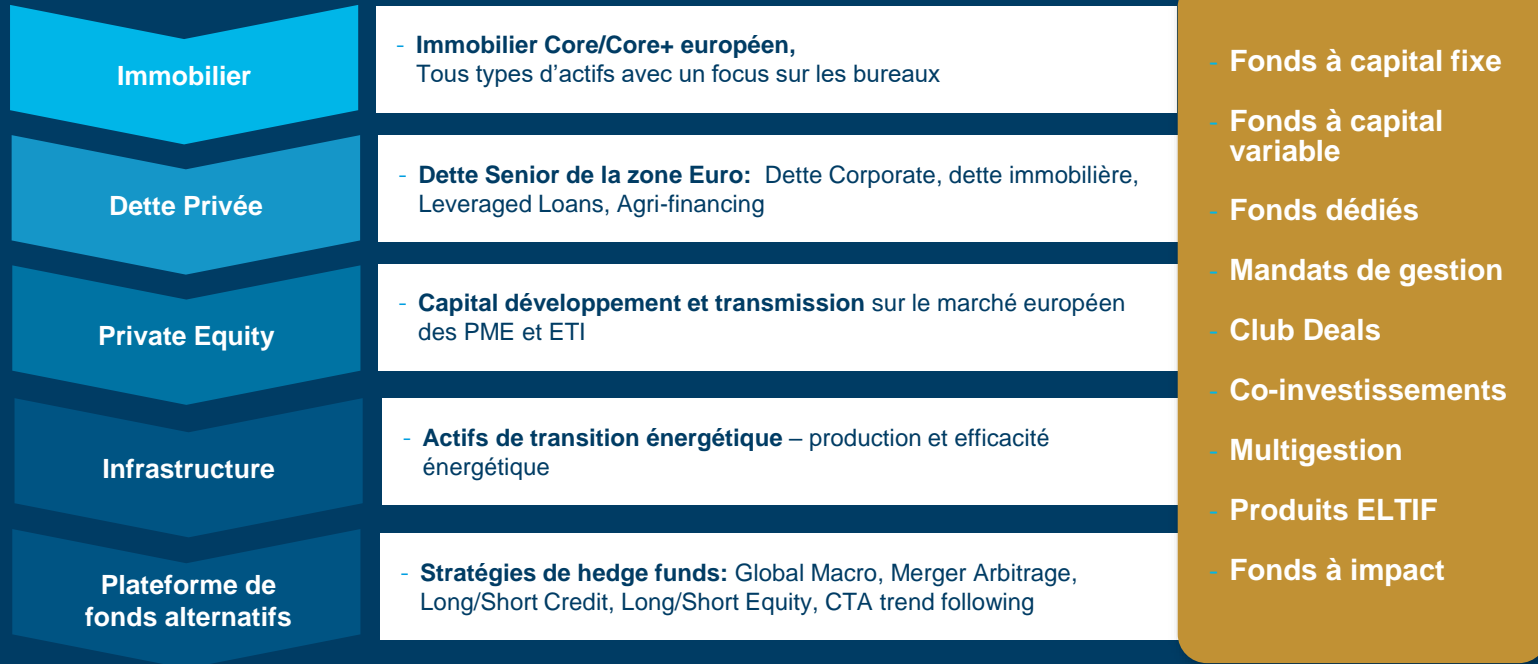 Immobilier
- Immobilier Core/Core+ européen,
Tous types d’actifs avec un focus sur les bureaux
Dette Privée
- Dette Senior de la zone Euro: Dette Corporate, dette immobilière,
Leveraged Loans, Agri-financing
Private Equity
- Capital développement et transmission sur le marché européen
des PME et ETI
Infrastructure
- Actifs de transition énergétique – production et efficacité
énergétique
Plateforme de
fonds alternatifs
- Stratégies de hedge funds: Global Macro, Merger Arbitrage,
Long/Short Credit, Long/Short Equity, CTA trend following
- Fonds à capital fixe
- Fonds à capital
variable
- Fonds dédiés
- Mandats de gestion
- Club Deals
- Co-investissements
- Multigestion
- Produits ELTIF
- Fonds à impact